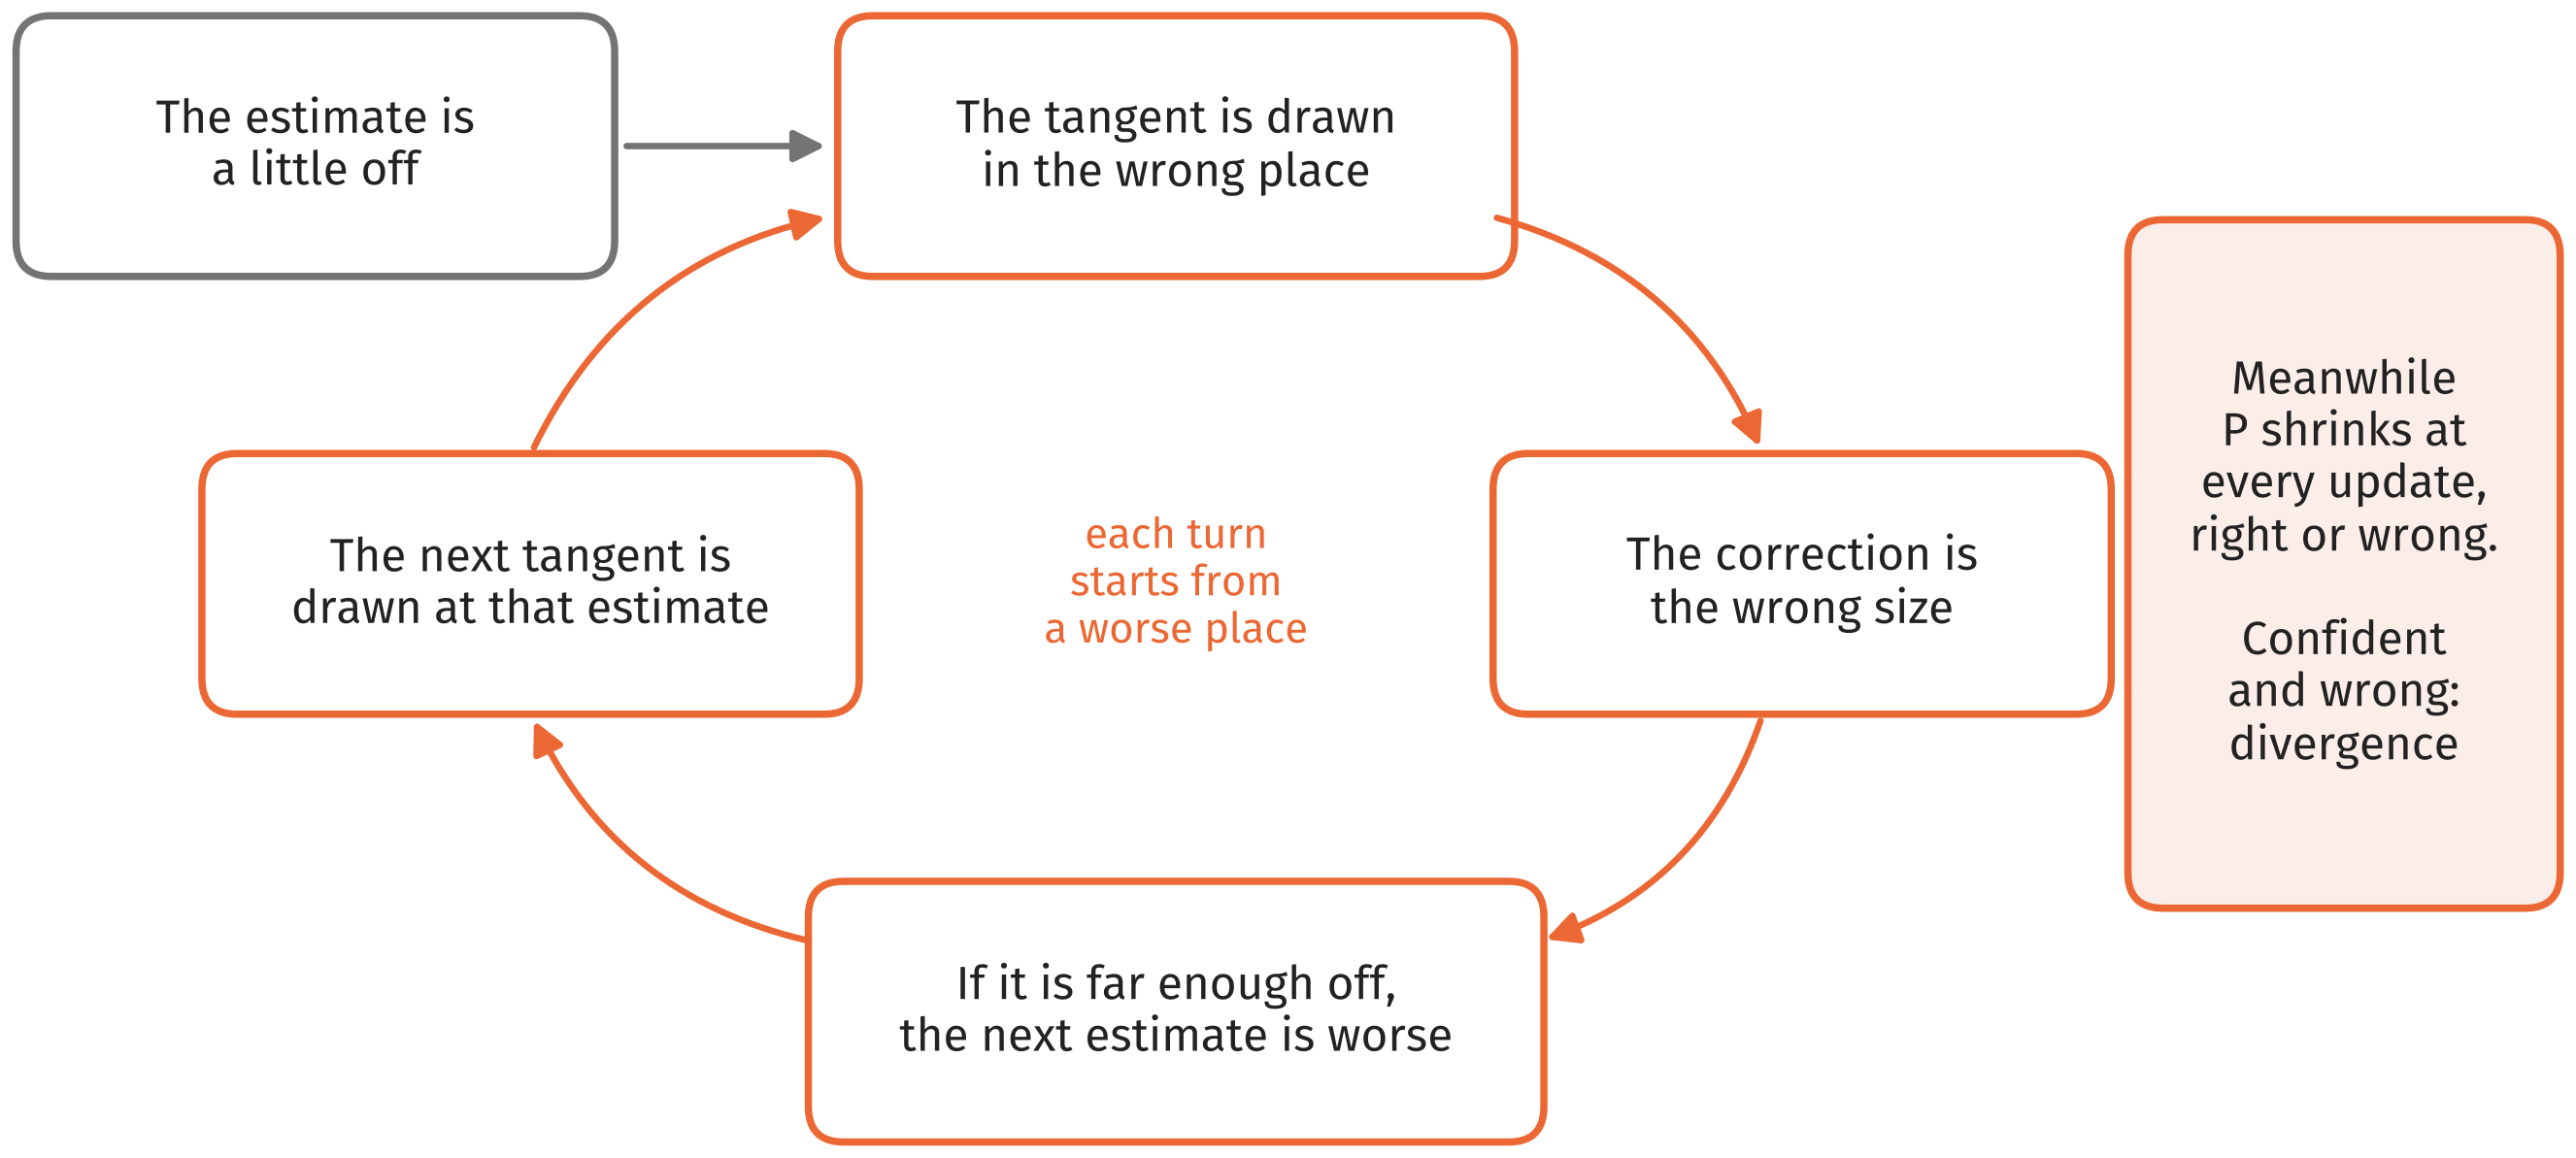 The estimate is
a little off
The tangent is drawn
in the wrong place
The correction is
the wrong size
If it is far enough off,
the next estimate is worse
The next tangent is
drawn at that estimate
each turn
starts from
a worse place
Meanwhile
P shrinks at
every update,
right or wrong.
Confident
and wrong:
divergence